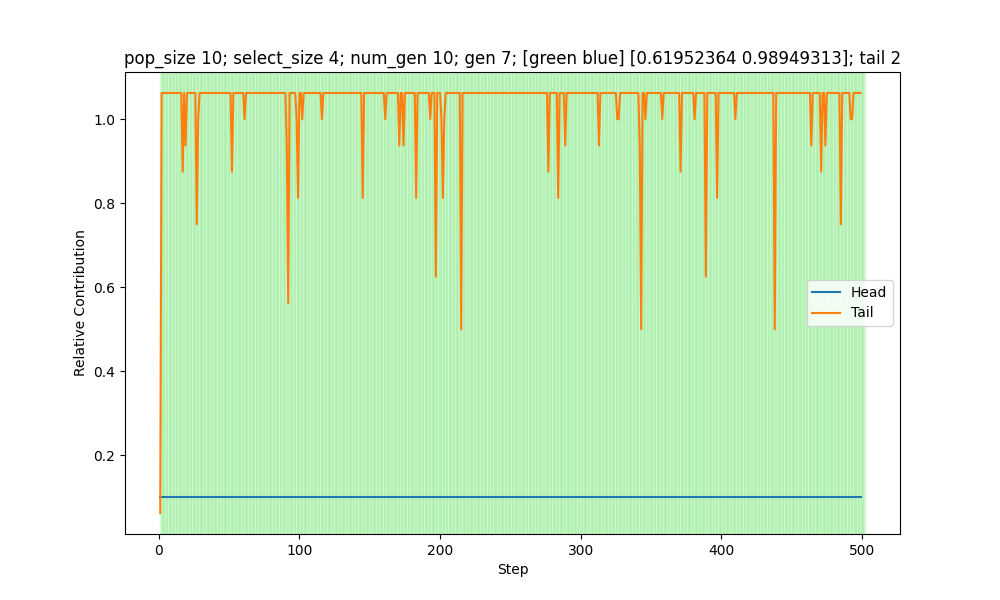 pop_size 10; select_size 4; num_gen 10; gen 7; [green blue] [0.61952364 0.98949313]; tail 2
Relative Contribution
1.0
0.8
0.6
0.4
0.2
Head
Tail
0
100
200
300
400
500
Step